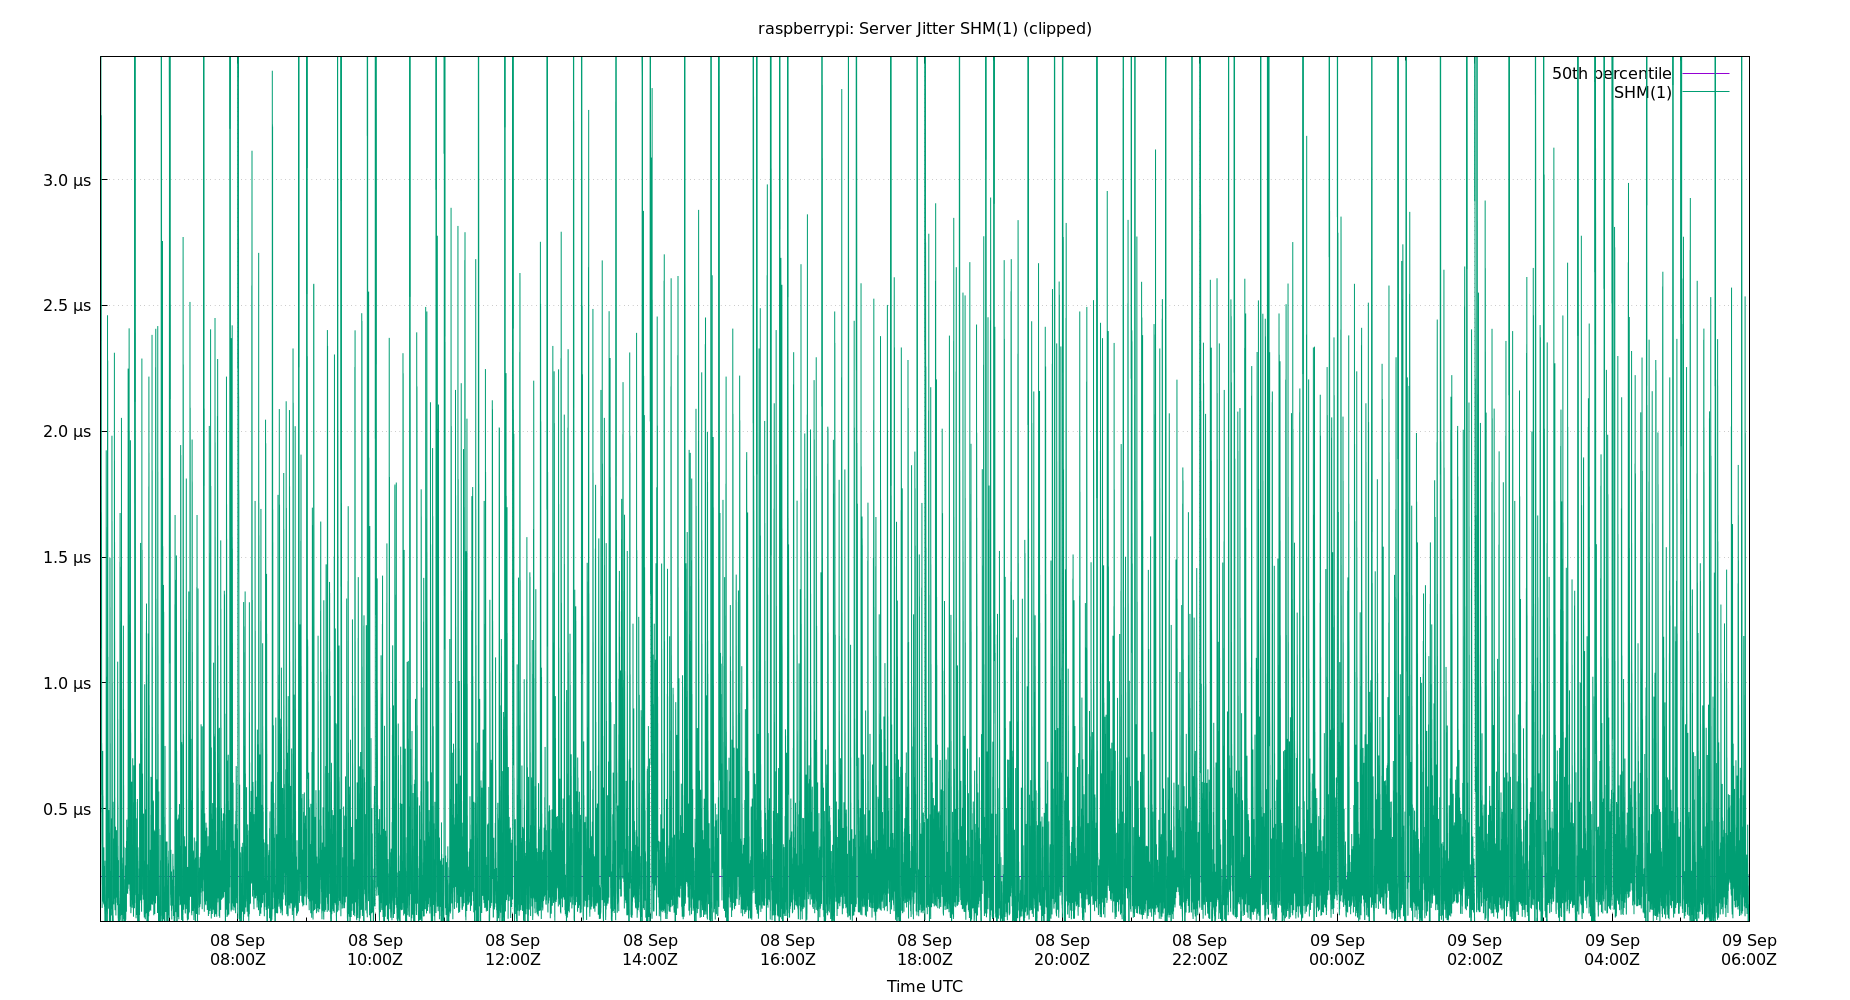 raspberrypi: Server Jitter SHM(1) (clipped)
50th percentile
SHM(1)
3.0 µs
2.5 µs
2.0 µs
1.5 µs
1.0 µs
0.5 µs
08 Sep 08 Sep 08 Sep 08 Sep 08 Sep 08 Sep 08 Sep 08 Sep 09 Sep 09 Sep 09 Sep 09 Sep
08:00Z 10:00Z 12:00Z 14:00Z 16:00Z 18:00Z 20:00Z 22:00Z 00:00Z 02:00Z 04:00Z 06:00Z
Time UTC